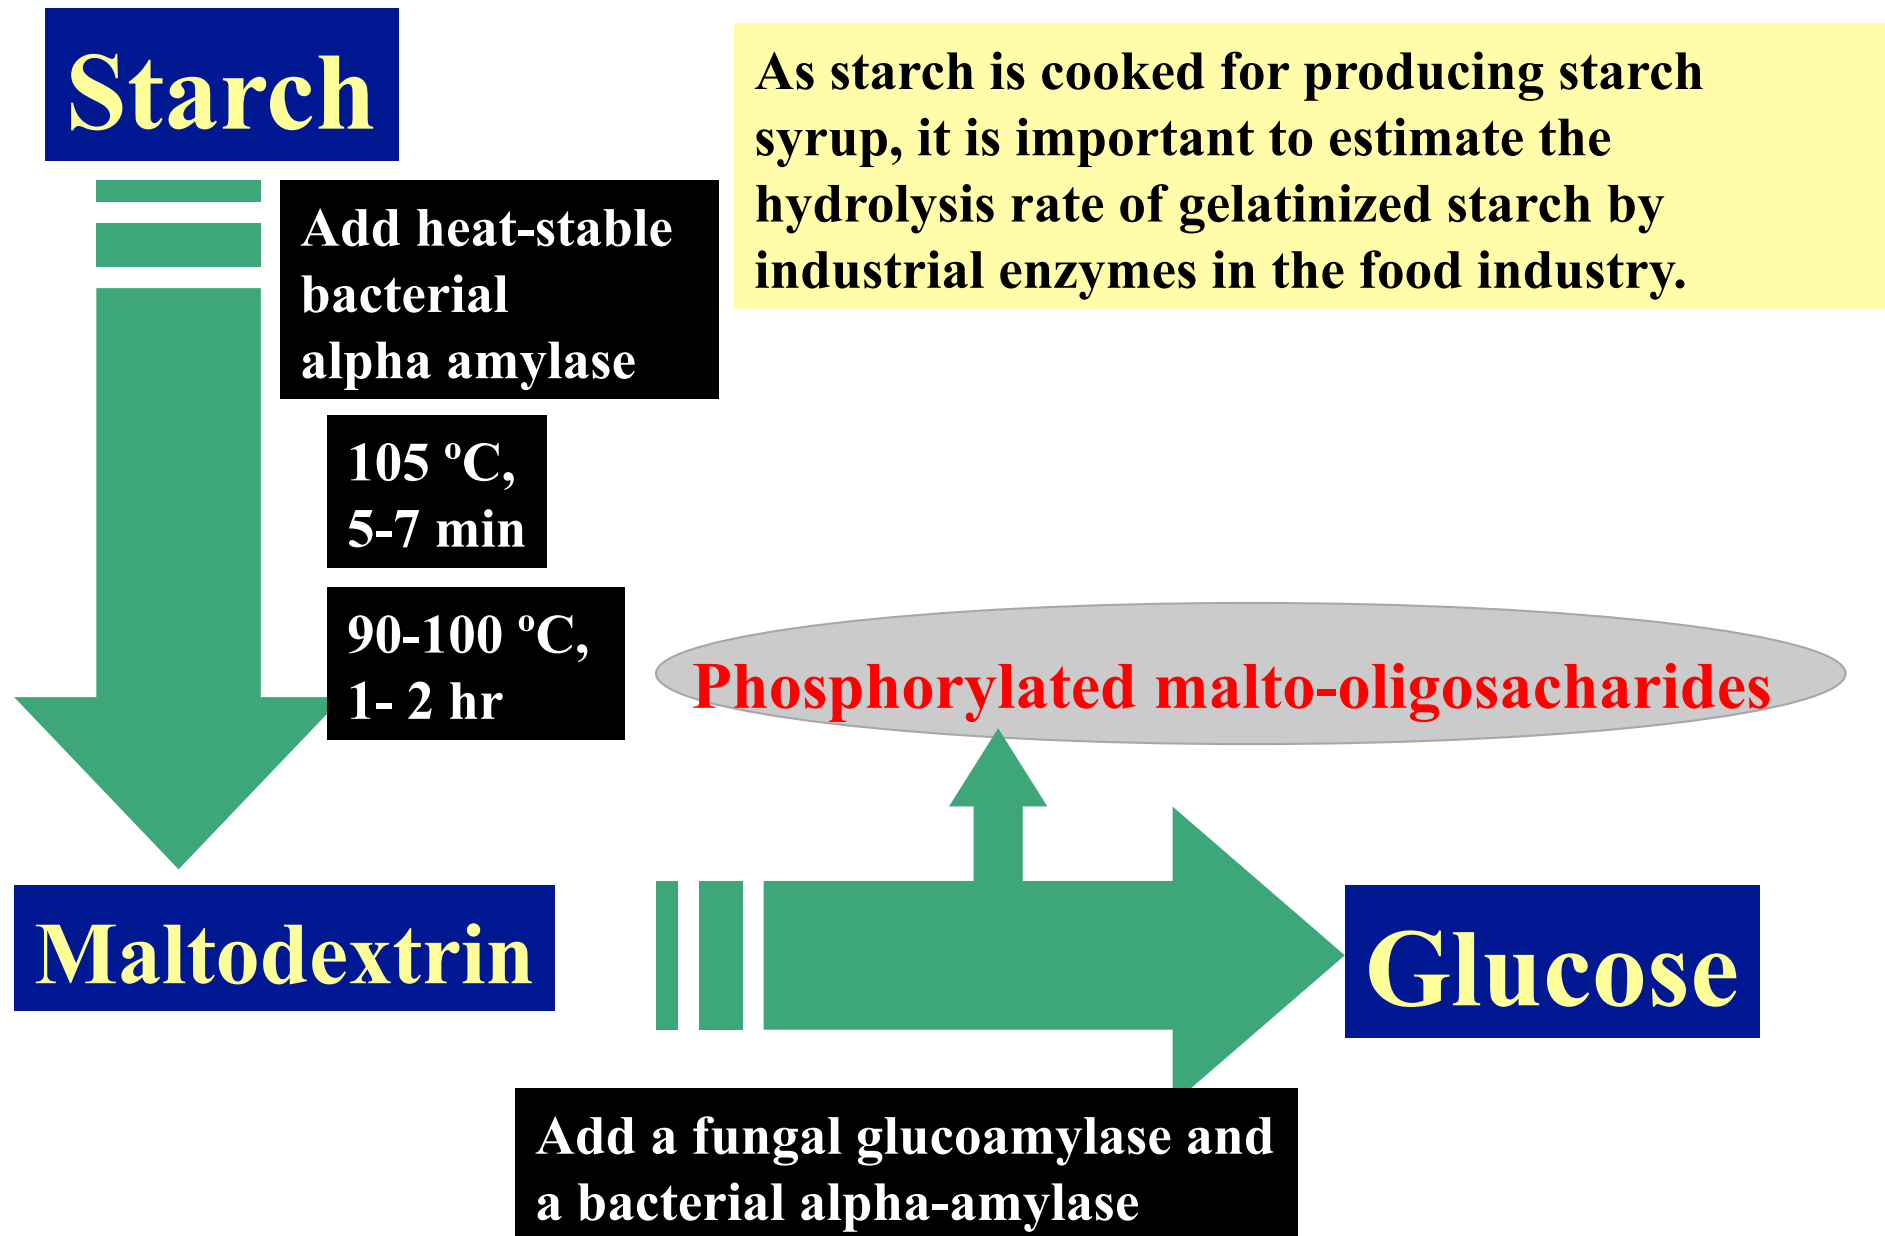 Starch
As starch is cooked for producing starch
syrup, it is important to estimate the
hydrolysis rate of gelatinized starch by
industrial enzymes in the food industry.
Add heat-stable
bacterial
alpha amylase
105 ºC,
5-7 min
90-100 ºC,
1- 2 hr
Phosphorylated malto-oligosacharides
Maltodextrin
Glucose
Add a fungal glucoamylase and
a bacterial alpha-amylase